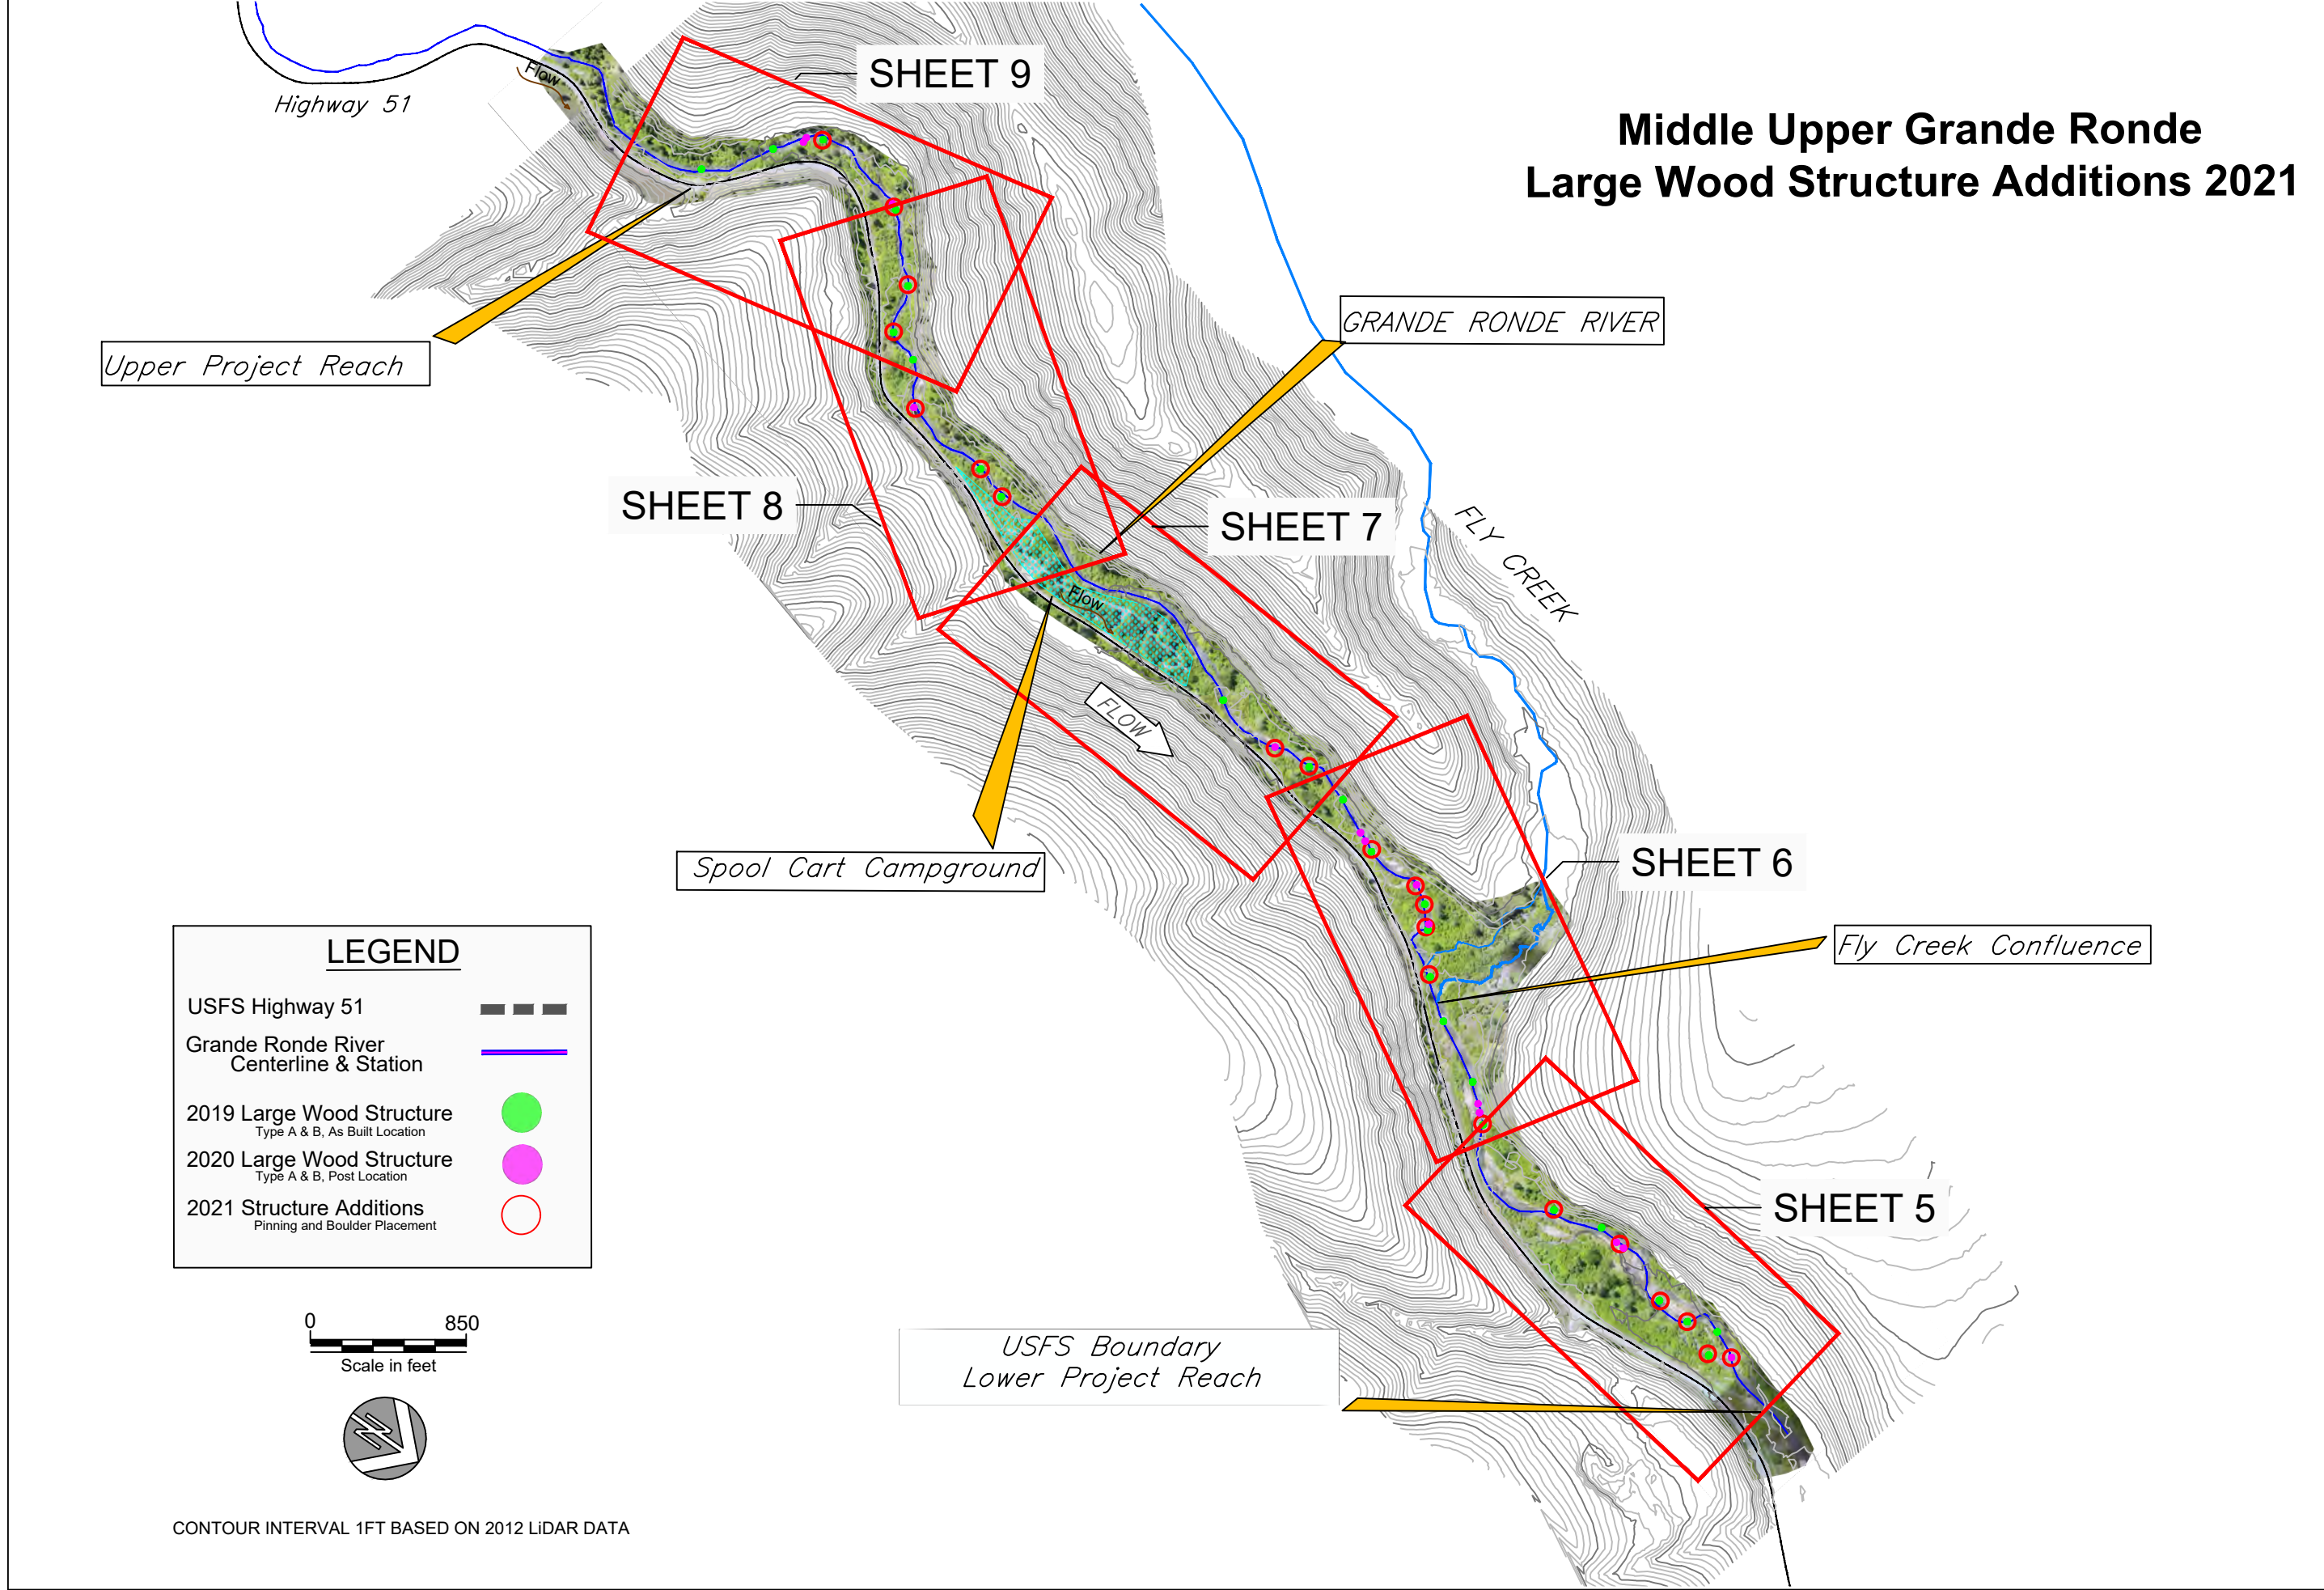 Middle Upper Grande Ronde
Large Wood Structure Additions 2021
SHEET 9
Flow
Highway 51
GRANDE RONDE RIVER
Upper Project Reach
SHEET 8
SHEET 7
FLY CREEK
Flow
FLOW
Spool Cart Campground
SHEET 6
Fly Creek Confluence
LEGEND
USFS Highway 51
Grande Ronde River
Centerline & Station
2019 Large Wood Structure
Type A & B, As Built Location
2020 Large Wood Structure
Type A & B, Post Location
2021 Structure Additions
Pinning and Boulder Placement
SHEET 5
0 850
Scale in feet
USFS Boundary
Lower Project Reach
CONTOUR INTERVAL 1FT BASED ON 2012 LiDAR DATA